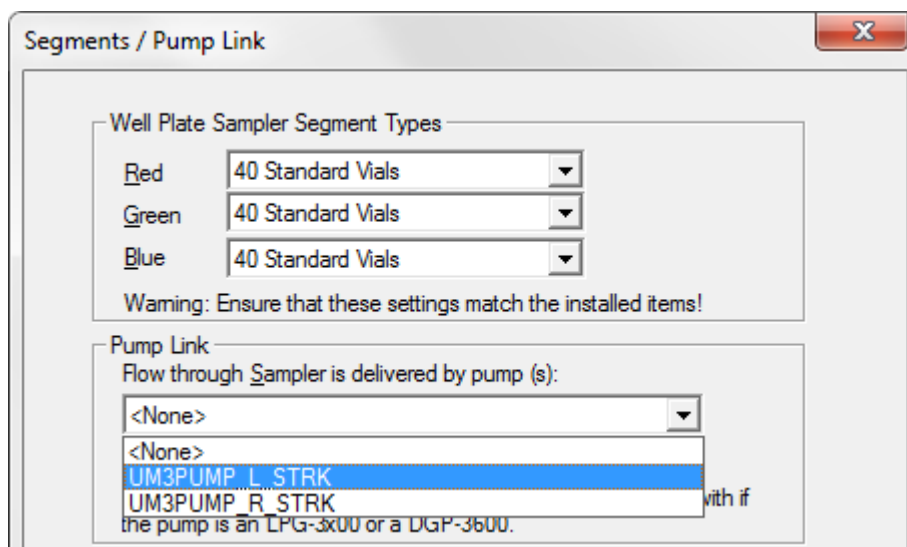 Segments / Pump Link
Well Plate Sampler Segment Types
Red 40 Standard Vials
Green 40 Standard Vials
Blue 40 Standard Vials
Warning: Ensure that these settings match the installed items!
Pump Link
Flow through Sampler is delivered by pump (s):
<None>
<None>
UM3PUMP_L_STRK
UM3PUMP_R_STRK
with if
the pump is an LPG-3x00 or a DGP-3600.